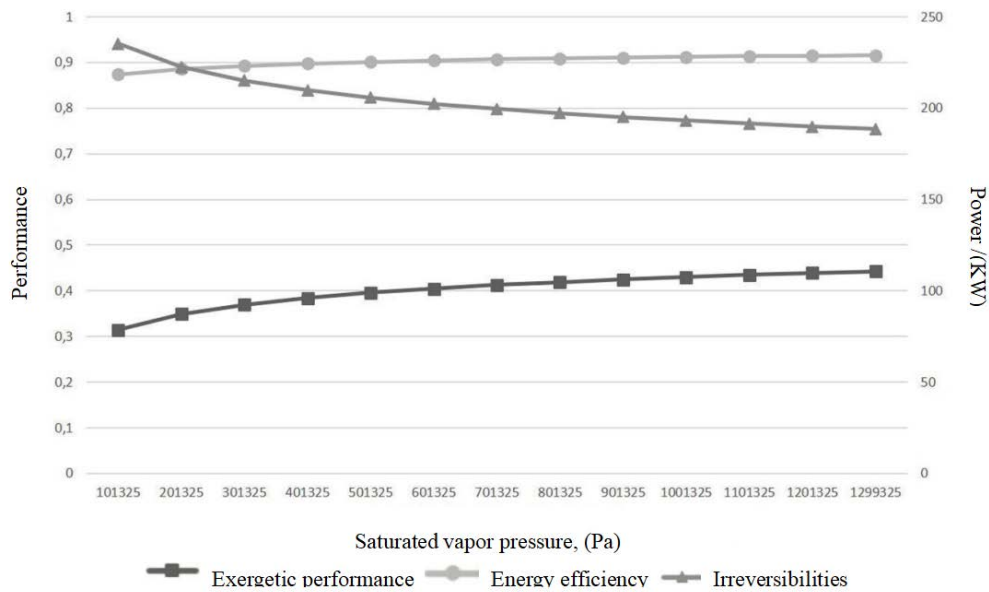 1 250
0,9
0,8 200
0,7
0,6 150
0,5
0,4 100
0,3
0,2 50
0,1
0 0
Performance
Power /(KW)
101325 201325 301325 401325 501325 601325 701325 801325 901325 1001325 1101325 1201325 1299325
Saturated vapor pressure, (Pa)
Exergetic performance Energy efficiency Irreversibilities